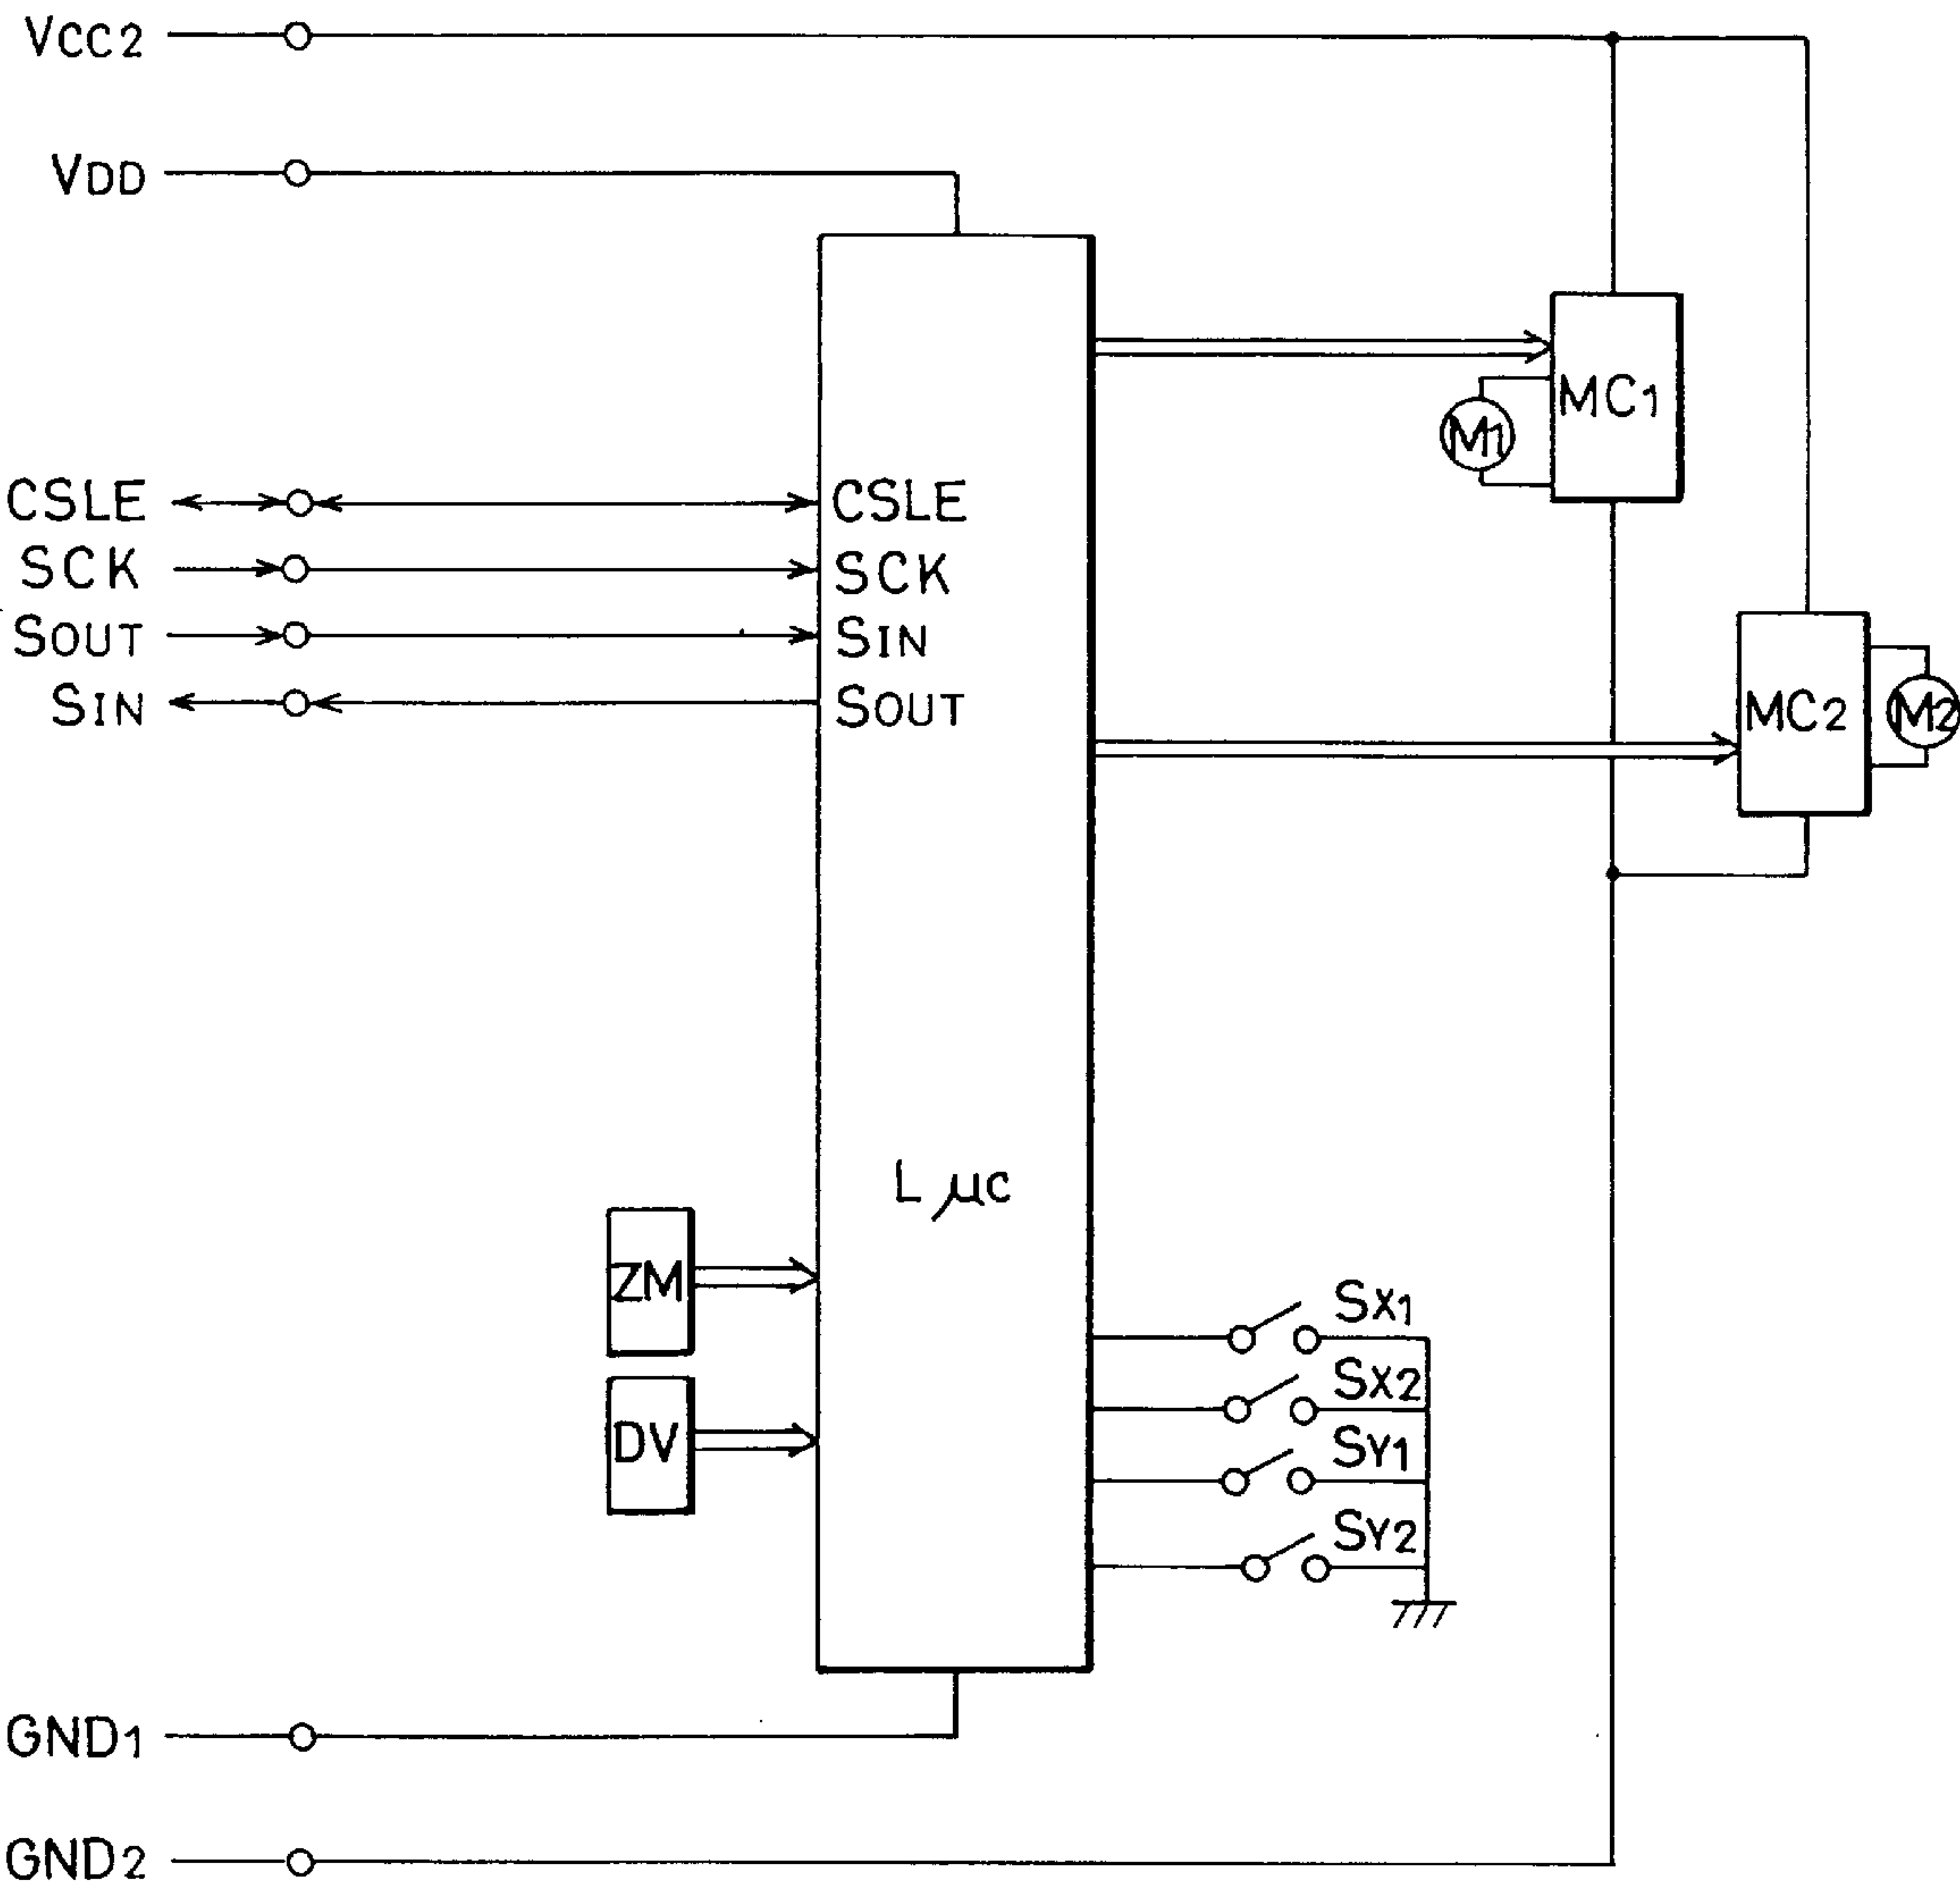 VCC2
VDD
MC1
M1
CSLE CSLE
SCK SCK
SOUT SIN
SIN SOUT
MC2 M2
L μc
ZM
SX1
SX2
DV
SY1
SY2
GND1
GND2